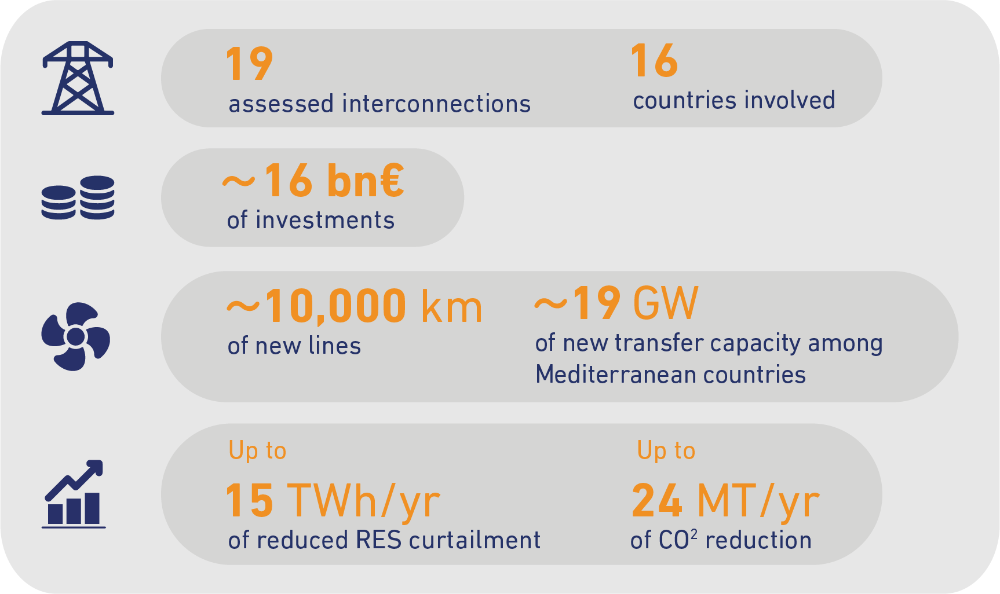 19
assessed interconnections
16
countries involved
~16 bn€
of investments
~10,000 km
of new lines
~19 GW
of new transfer capacity among
Mediterranean countries
Up to
15 TWh/yr
of reduced RES curtailment
Up to
24 MT/yr
of CO² reduction